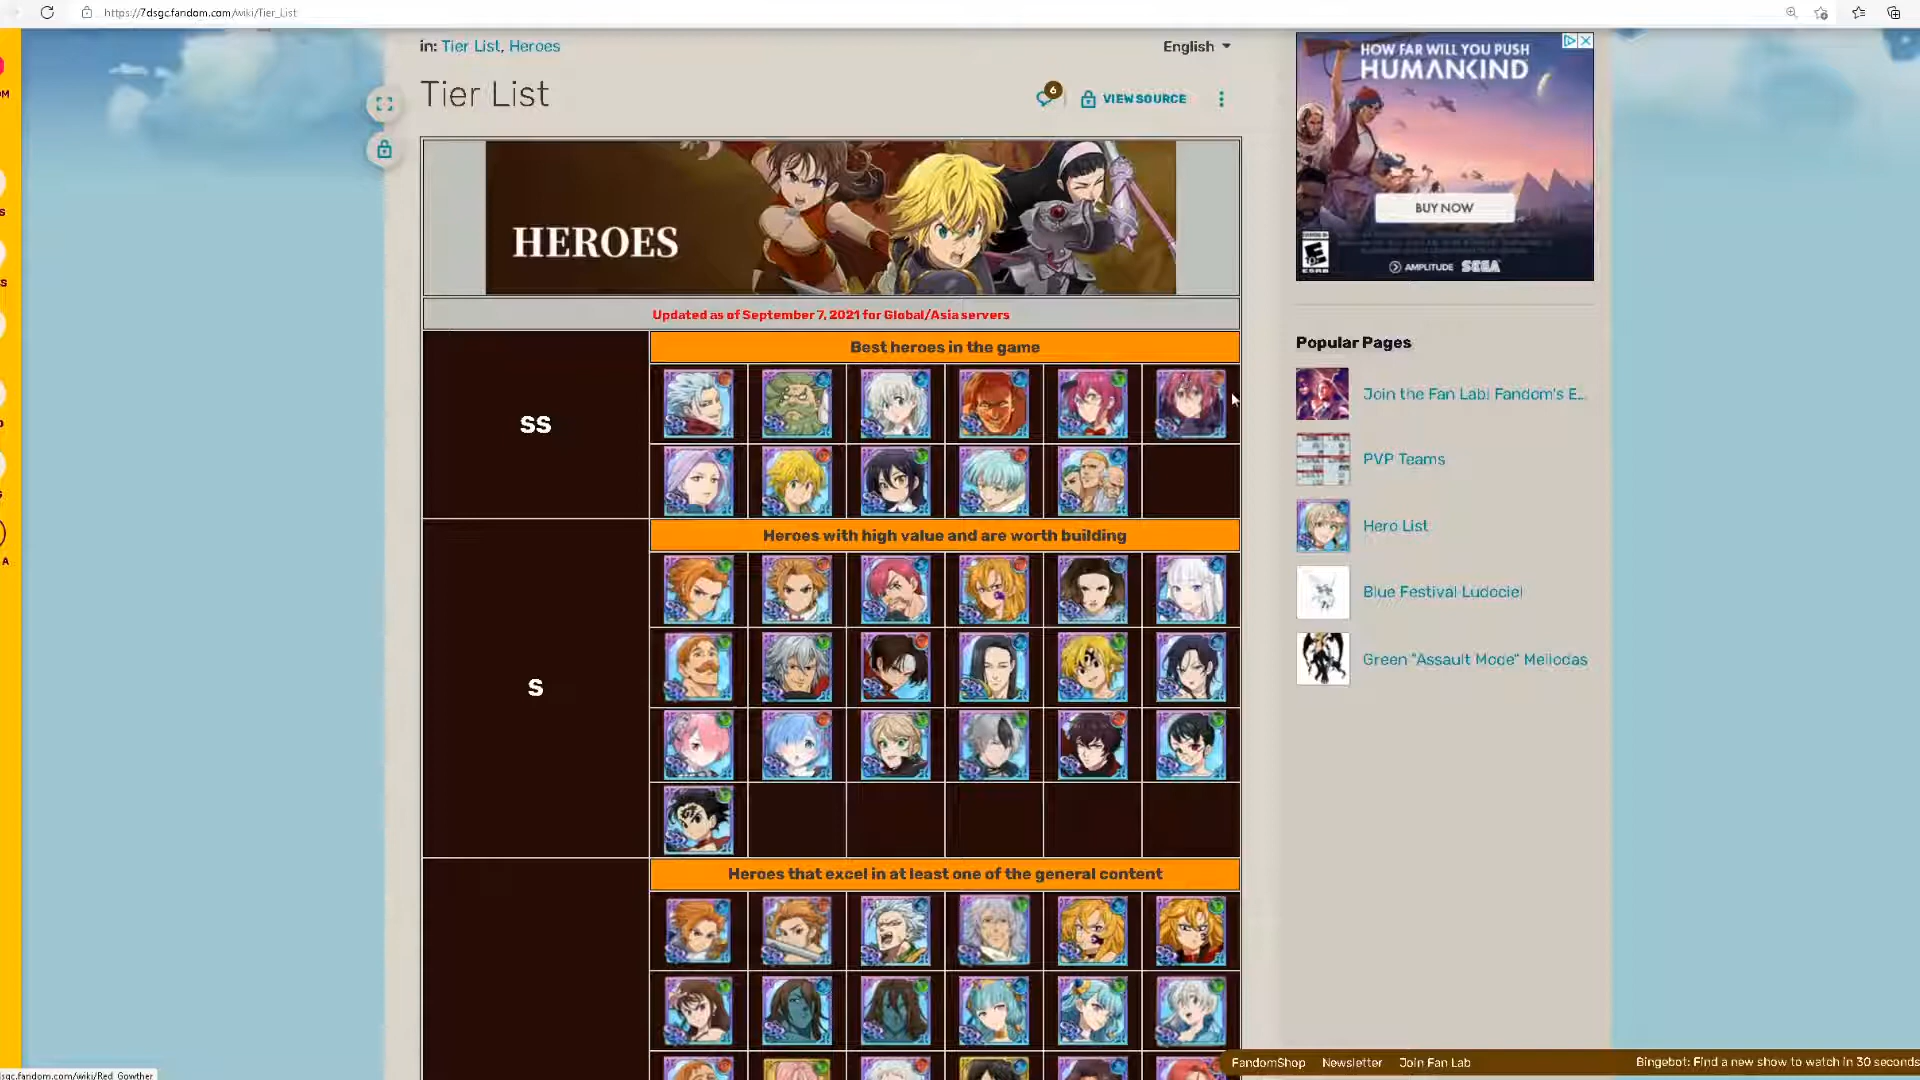 https://7dsgc.fandom.com/wiki/Tier_List
in: Tier List, Heroes
English
Tier List
6
VIEW SOURCE
HEROES
Updated as of September 7, 2021 for Global/Asia servers
Best heroes in the game
SS
Heroes with high value and are worth building
S
Heroes that excel in at least one of the general content
HOW FAR WILL YOU PUSH
HUMANKIND
BUY NOW
E
AMPLITUDE SEGA
Popular Pages
Join the Fan Lab! Fandom's E...
PVP Teams
Hero List
Blue Festival Ludociel
Green "Assault Mode" Meliodas
FandomShop Newsletter Join Fan Lab
Bingebot: Find a new show to watch in 30 seconds
sgc.fandom.com/wiki/Red_Gowther